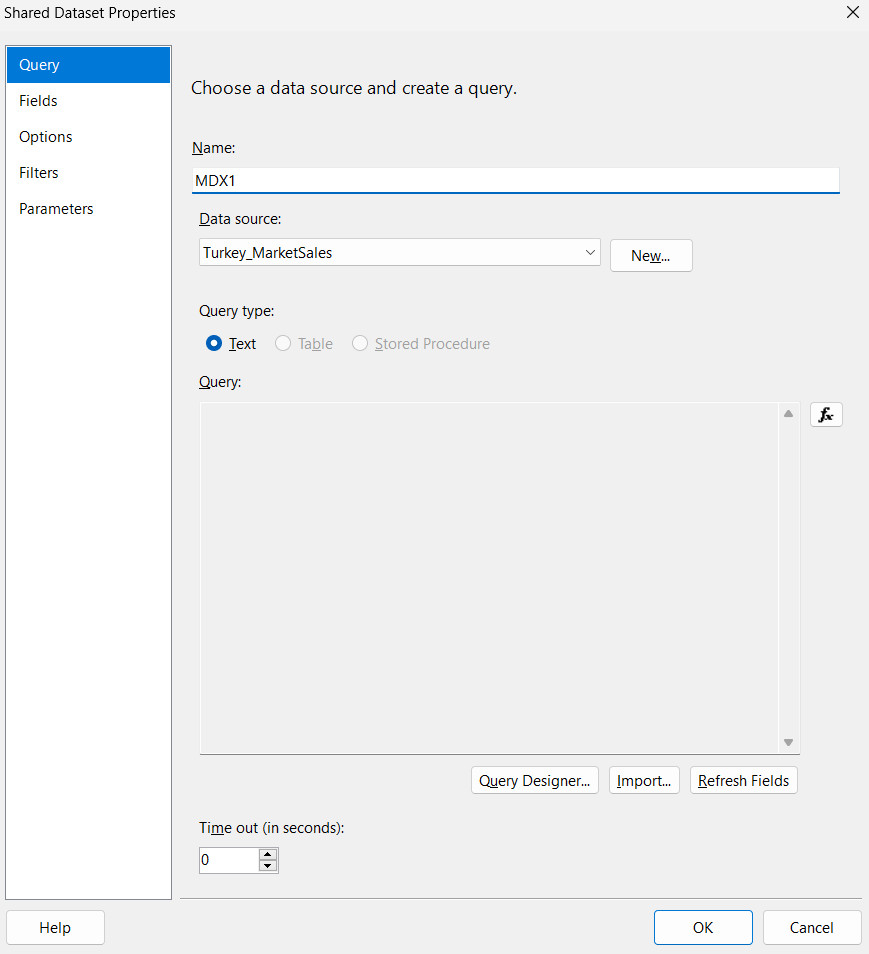 Shared Dataset Properties
Query
Fields
Options
Filters
Parameters
Choose a data source and create a query.
Name:
MDX1
Data source:
Turkey_MarketSales
New...
Query type:
Text Table Stored Procedure
Query:
fx
Query Designer... Import... Refresh Fields
Time out (in seconds):
0
Help OK Cancel